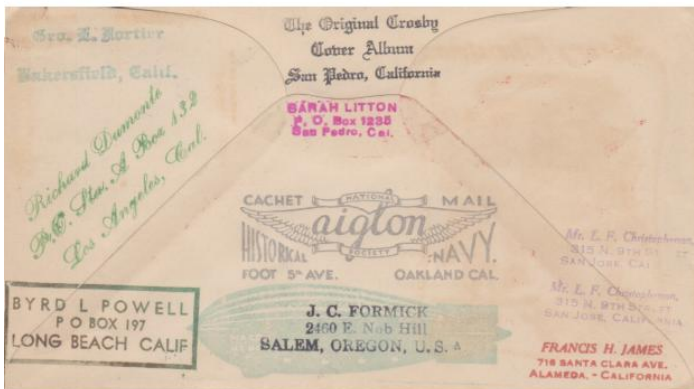 Geo. E. Fortier
Bakersfield, Calif.
The Original Crosby
Cover Album
San Pedro, California
SARAH LITTON
P. O. Box 1235
San Pedro, Cal.
Richard Dumonte
P.O. Sta. A Box 432
Los Angeles, Cal.
CACHET NATIONAL MAIL
aiglon
HISTORICAL SOCIETY NAVY.
FOOT 5th AVE. OAKLAND CAL.
Mr. L. F. Christopherson,
315 N. 9TH ST.
SAN JOSE, CAL
Mr. L. F. Christopherson,
315 N. 9TH
SAN JOSE, CALIFORNIA
BYRD L POWELL
P O BOX 197
LONG BEACH CALIF
J. C. FORMICK
2460 E. Nob Hill
SALEM, OREGON, U. S. A
FRANCIS H. JAMES
716 SANTA CLARA AVE.
ALAMEDA, - CALIFORNIA